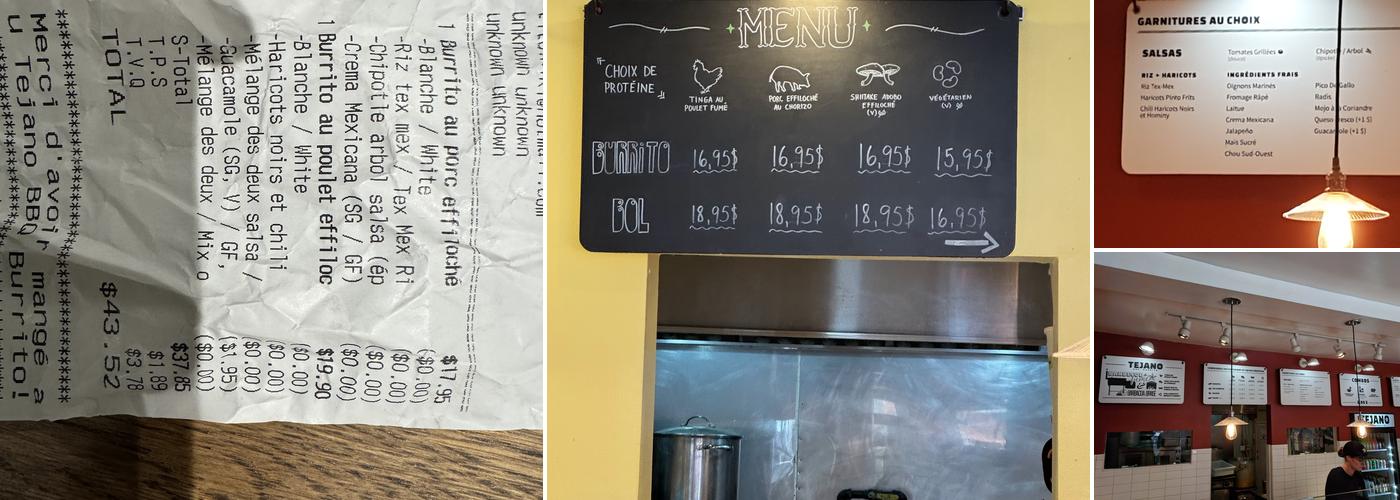 unknown unknown
unknown
1 Burrito au porc effiloché $17.95
-Blanche / White ($0.00)
-Riz tex mex / Tex Mex Ri ($0.00)
-Chipotle arbol salsa (ép ($0.00)
-Crema Mexicana (SG / GF) ($0.00)
1 Burrito au poulet effiloc $19.90
-Blanche / White ($0.00)
-Haricots noirs et chili ($0.00)
-Mélange des deux salsa / ($0.00)
-Guacamole (SG, V) / GF, ($1.95)
-Mélange des deux / Mix o ($0.00)
S-Total $37.85
T.P.S $1.89
T.V.Q $3.78
TOTAL $43.52
Merci d'avoir mangé a
u Tejano BBQ Burrito!
MENU
CHOIX DE
PROTÉINE
TINGA AU
POULET FUMÉ
PORC EFFILOCHÉ
AU CHORIZO
SHIITAKE ADOBO
EFFILOCHÉ
(V)
VÉGÉTARIEN
(V)
BURRITO 16,95$ 16,95$ 16,95$ 15,95$
BOL 18,95$ 18,95$ 18,95$ 16,95$
GARNITURES AU CHOIX
SALSAS
Tomates Grillées
(douce)
Chipotle / Arbol
(épicée)
RIZ + HARICOTS
Riz Tex-Mex
Haricots Pinto Frits
Chili Haricots Noirs
et Hominy
INGRÉDIENTS FRAIS
Oignons Marinés
Fromage Râpé
Laitue
Crema Mexicana
Jalapeño
Maïs Sucré
Chou Sud-Ouest
Pico De Gallo
Radis
Mojo à la Coriandre
Queso Fresco (+1 $)
Guacamole (+1 $)
TEJANO
COMBOS
TEJANO